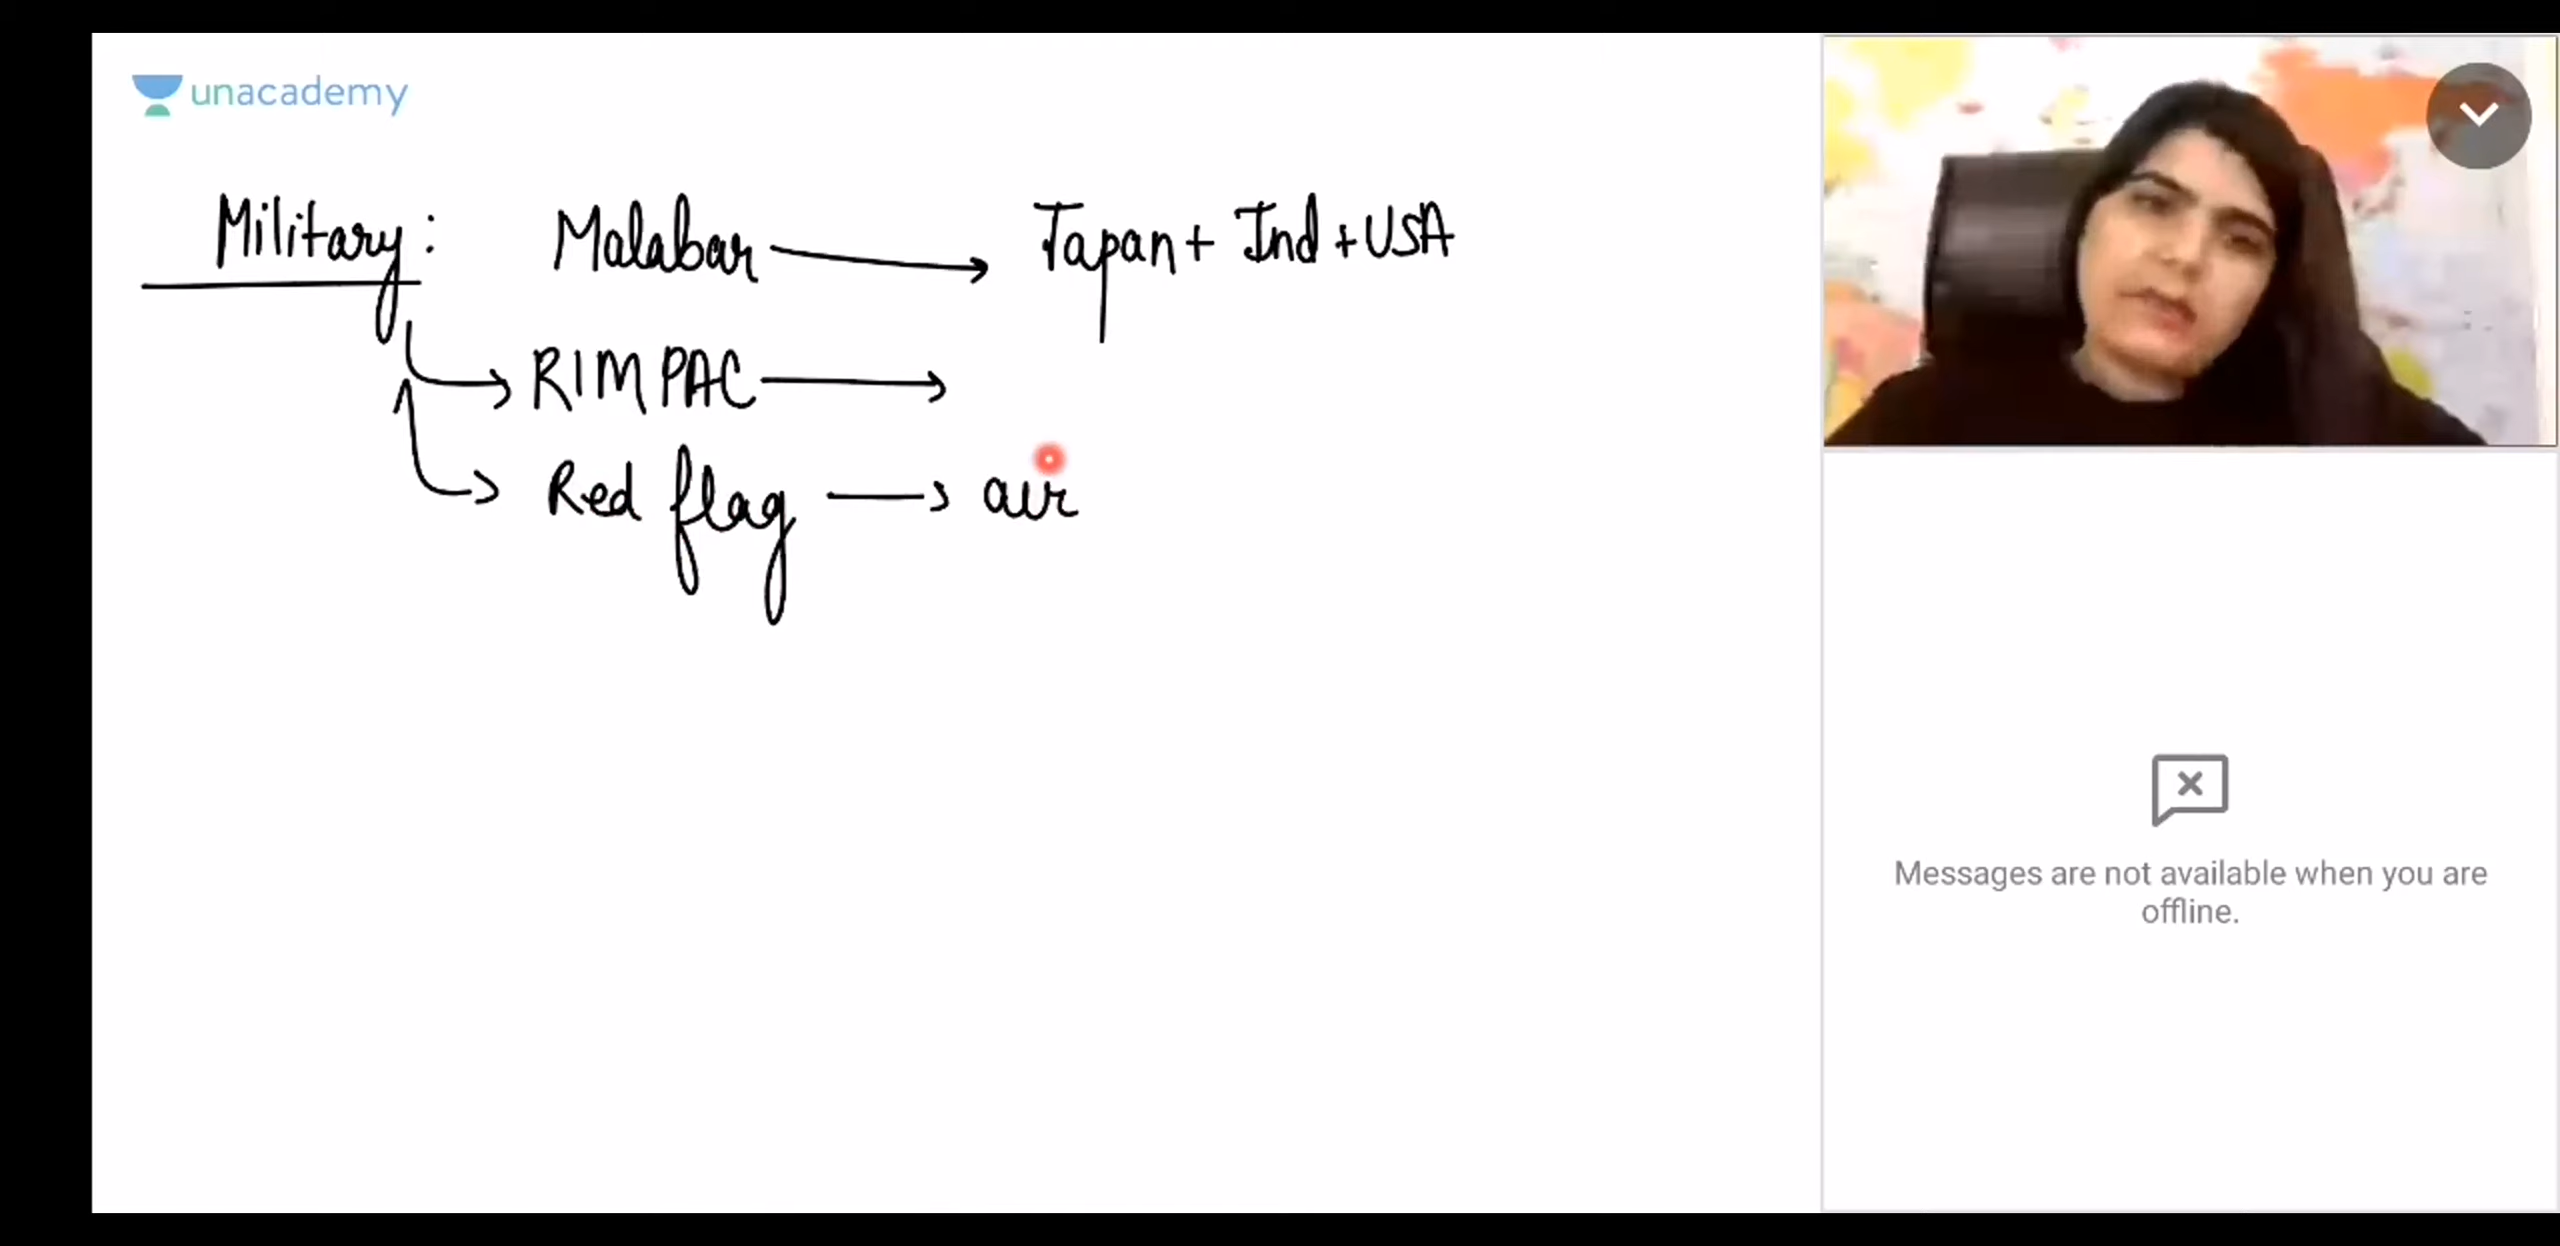 unacademy
Military: Malabar → Japan + Ind + USA
→ RIMPAC →
→ Red flag → air
Messages are not available when you are
offline.